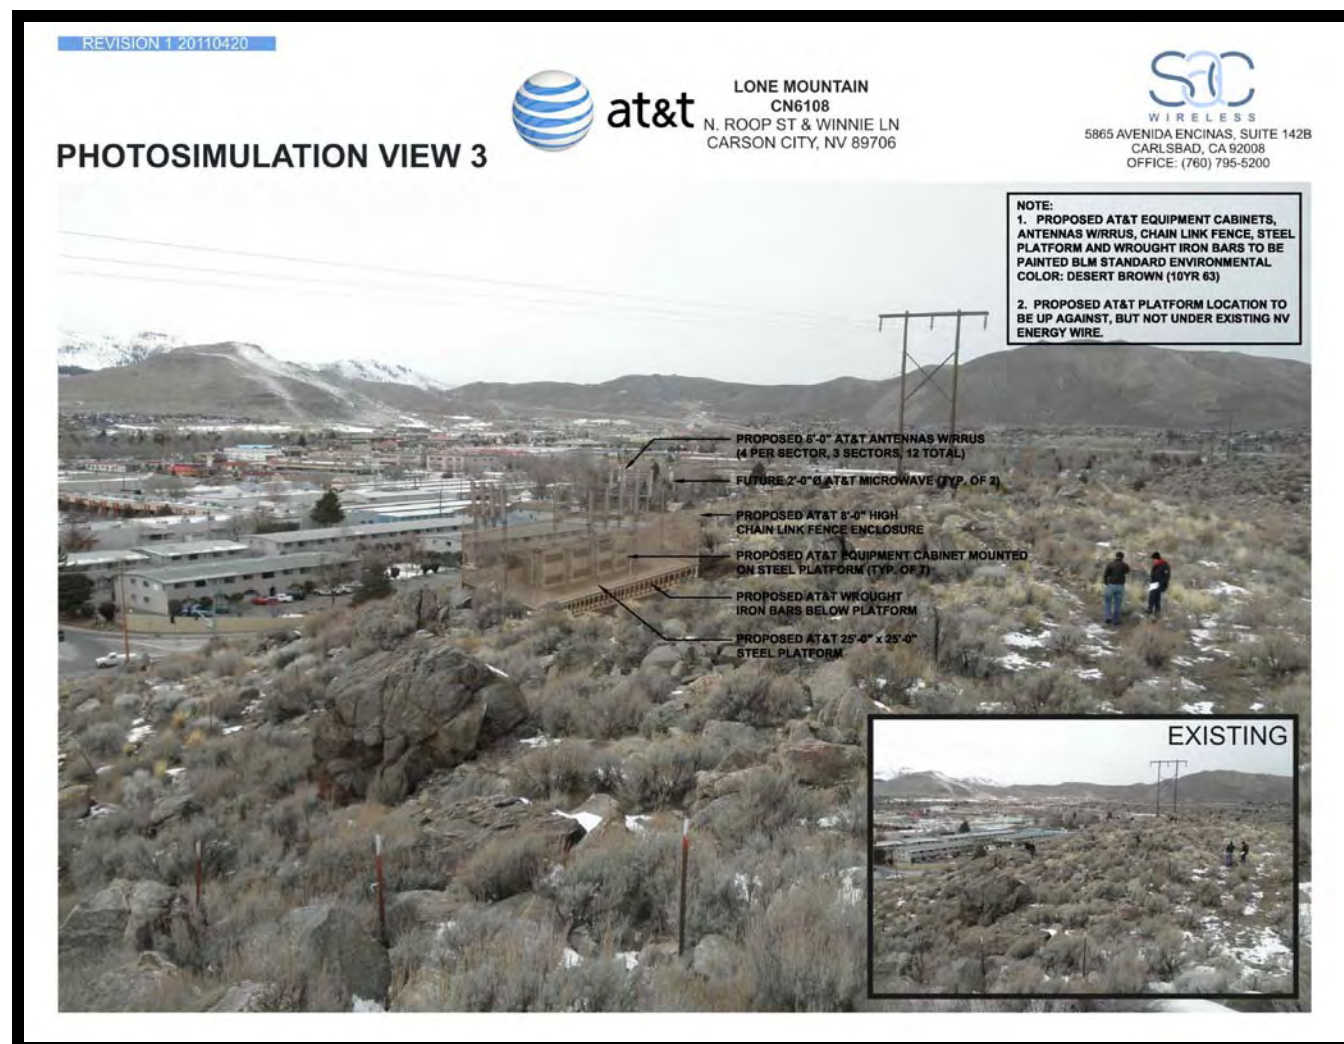 REVISION 1 20110420
at&t
LONE MOUNTAIN
CN6108
N. ROOP ST & WINNIE LN
CARSON CITY, NV 89706
SAC
WIRELESS
5865 AVENIDA ENCINAS, SUITE 142B
CARLSBAD, CA 92008
OFFICE: (760) 795-5200
PHOTOSIMULATION VIEW 3
NOTE:
1. PROPOSED AT&T EQUIPMENT CABINETS,
ANTENNAS W/RRUS, CHAIN LINK FENCE, STEEL
PLATFORM AND WROUGHT IRON BARS TO BE
PAINTED BLM STANDARD ENVIRONMENTAL
COLOR: DESERT BROWN (10YR 63)
2. PROPOSED AT&T PLATFORM LOCATION TO
BE UP AGAINST, BUT NOT UNDER EXISTING NV
ENERGY WIRE.
PROPOSED 6'-0" AT&T ANTENNAS W/RRUS
(4 PER SECTOR, 3 SECTORS, 12 TOTAL)
FUTURE 2'-0"Ø AT&T MICROWAVE (TYP. OF 2)
PROPOSED AT&T 8'-0" HIGH
CHAIN LINK FENCE ENCLOSURE
PROPOSED AT&T EQUIPMENT CABINET MOUNTED
ON STEEL PLATFORM (TYP. OF 7)
PROPOSED AT&T WROUGHT
IRON BARS BELOW PLATFORM
PROPOSED AT&T 25'-0" x 25'-0"
STEEL PLATFORM
EXISTING